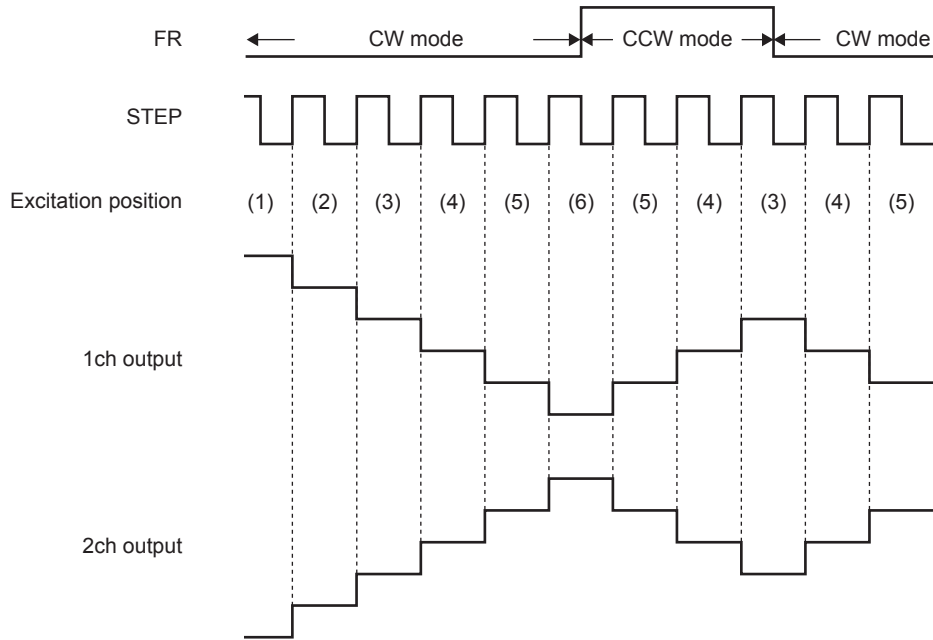 FR CW mode CCW mode CW mode
STEP
Excitation position (1) (2) (3) (4) (5) (6) (5) (4) (3) (4) (5)
1ch output
2ch output